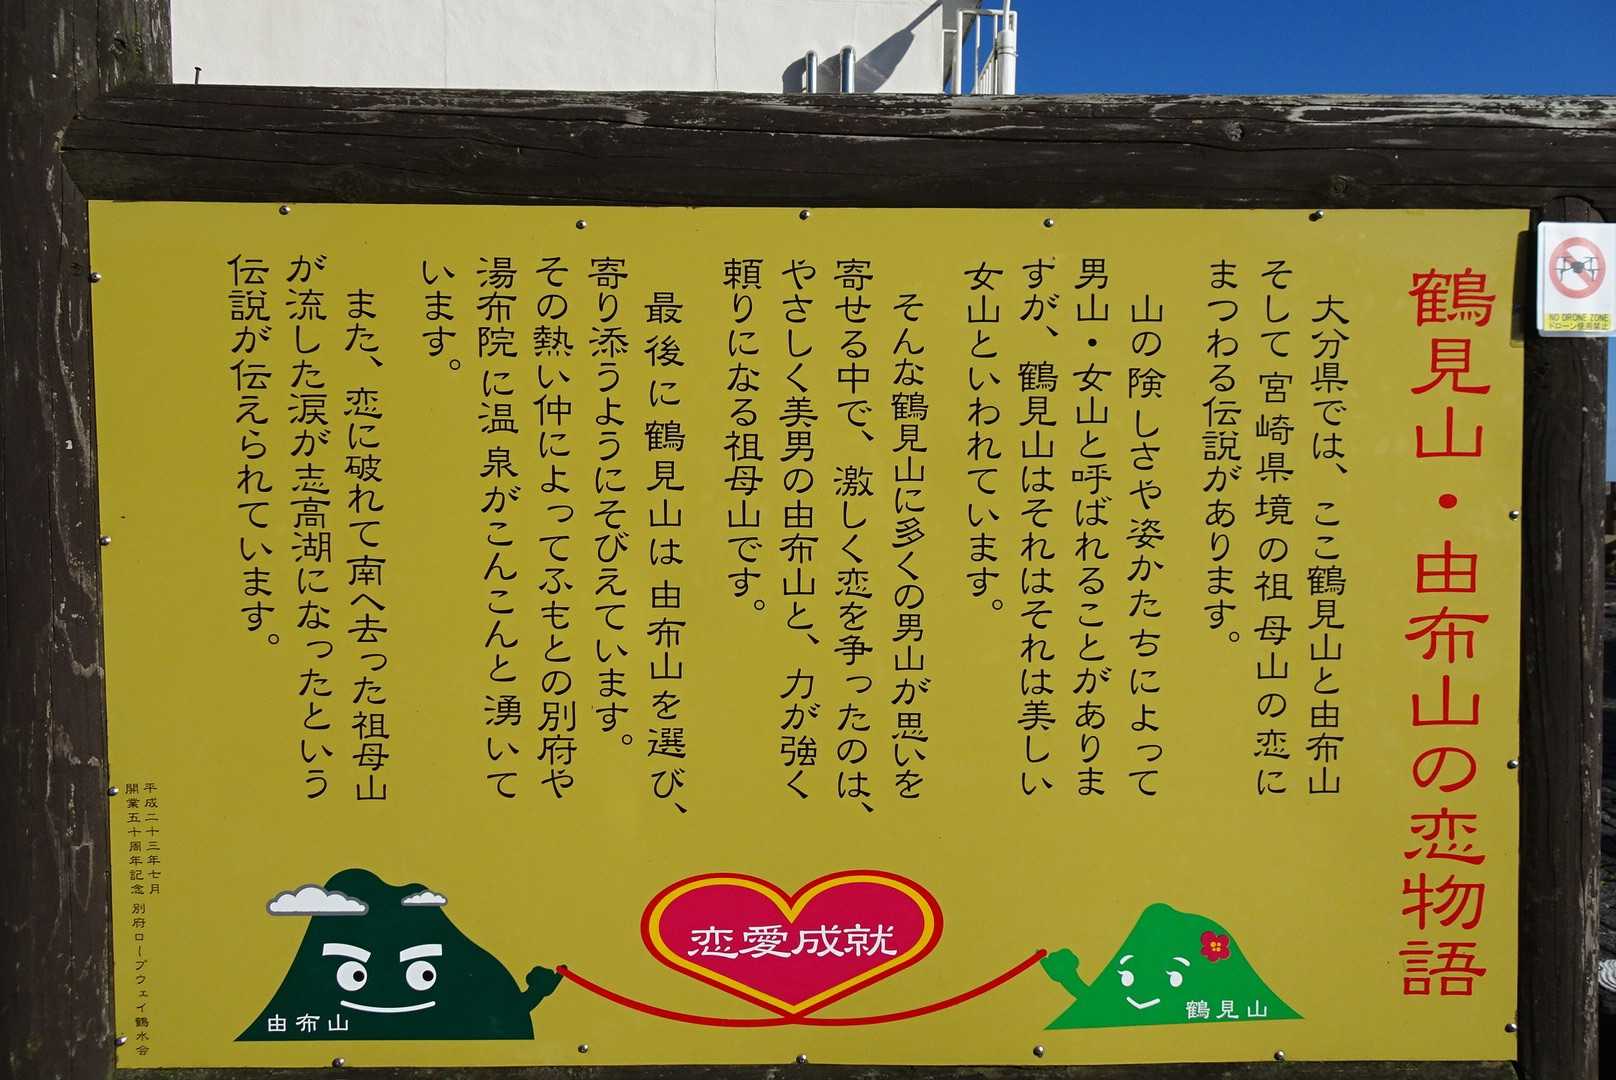 鶴見山・由布山の恋物語
大分県では、ここ鶴見山と由布山
そして宮崎県境の祖母山の恋に
まつわる伝説があります。
山の険しさや姿かたちによって
男山・女山と呼ばれることがありま
すが、鶴見山はそれはそれは美しい
女山といわれています。
そんな鶴見山に多くの男山が思いを
寄せる中で、激しく恋を争ったのは、
やさしく美男の由布山と、力が強く
頼りになる祖母山です。
最後に鶴見山は由布山を選び、
寄り添うようにそびえています。
その熱い仲によってふもとの別府や
湯布院に温泉がこんこんと湧いて
います。
また、恋に破れて南へ去った祖母山
が流した涙が志高湖になったという
伝説が伝えられています。
平成二十三年七月
開業五十周年記念 別府ロープウェイ鶴水会
由布山
恋愛成就
鶴見山
NO DRONE ZONE
ドローン使用禁止